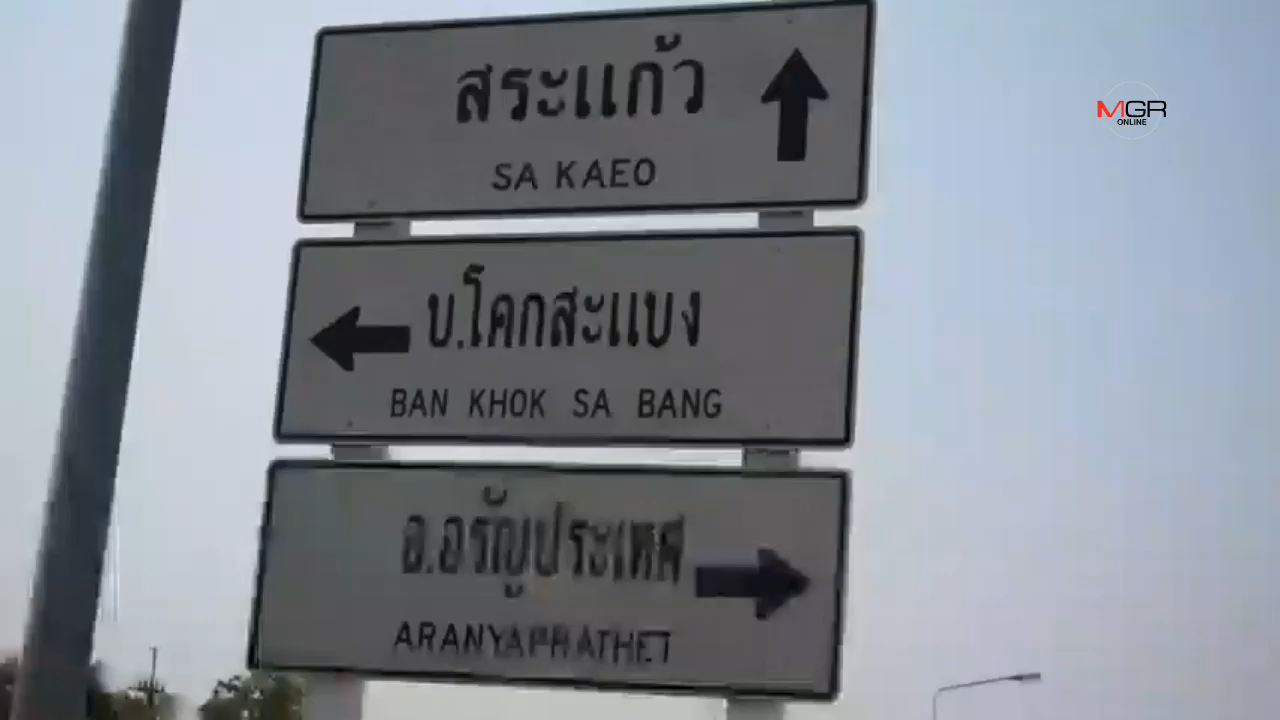 สระแก้ว
SA KAEO
บ.โคกสะแบง
BAN KHOK SA BANG
อ.อรัญประเทศ
ARANYAPRATHET
MGR
ONLINE